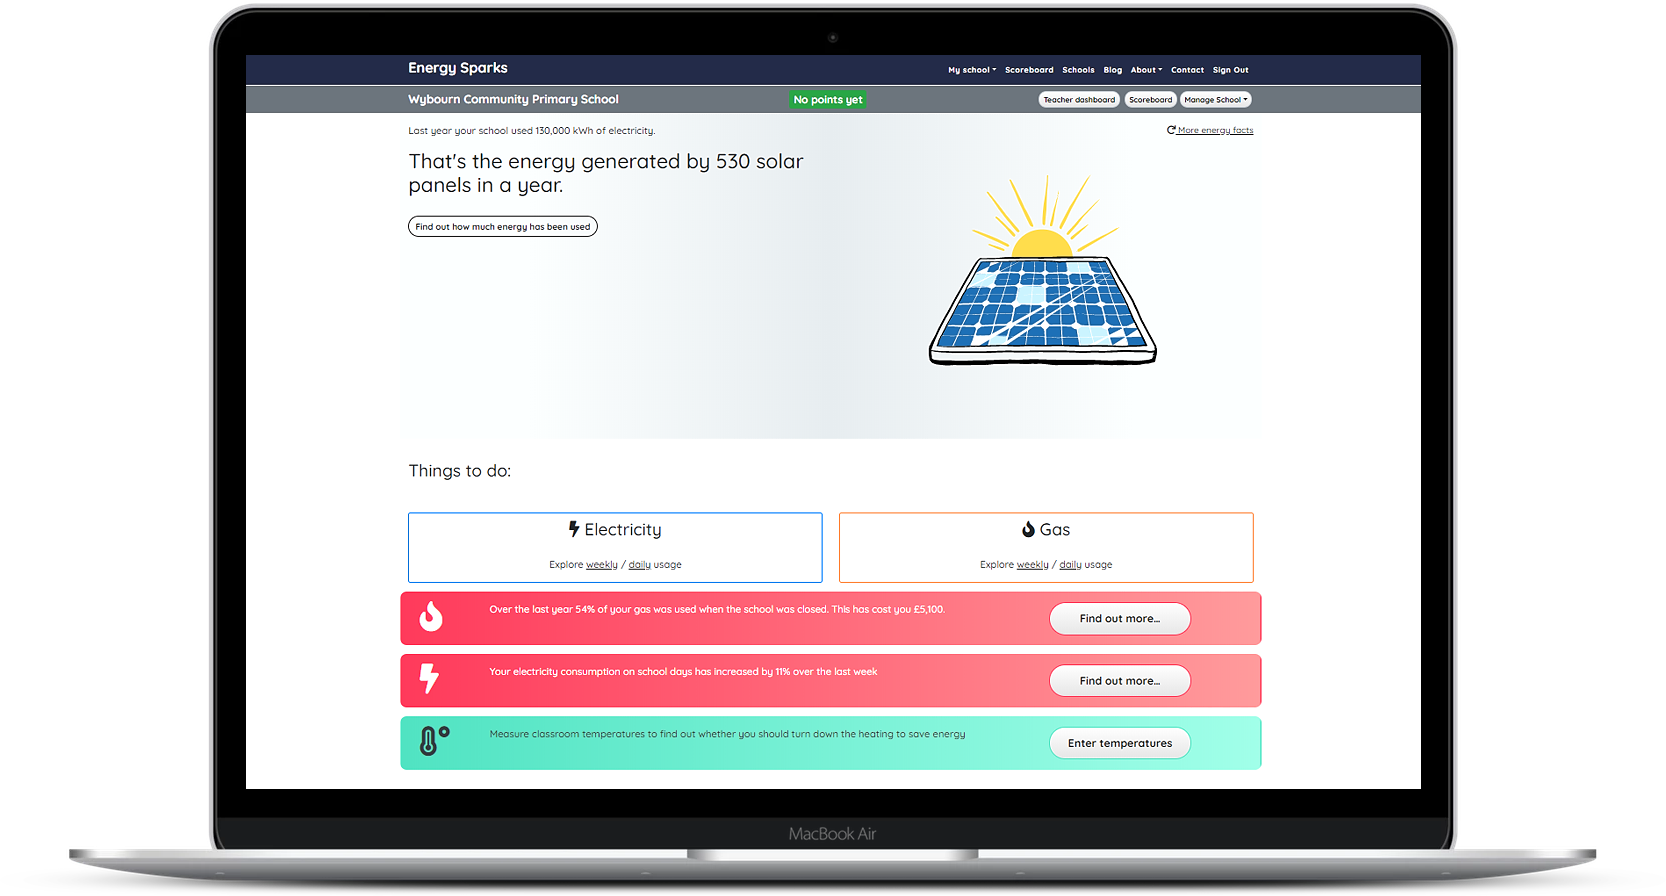 Energy Sparks
My school Scoreboard Schools Blog About Contact Sign Out
Wybourn Community Primary School
No points yet
Teacher dashboard Scoreboard Manage School
Last year your school used 130,000 kWh of electricity.
More energy facts
That's the energy generated by 530 solar
panels in a year.
Find out how much energy has been used
Things to do:
Electricity
Explore weekly / daily usage
Gas
Explore weekly / daily usage
Over the last year 54% of your gas was used when the school was closed. This has cost you £5,100.
Find out more...
Your electricity consumption on school days has increased by 11% over the last week
Find out more...
Measure classroom temperatures to find out whether you should turn down the heating to save energy
Enter temperatures
MacBook Air